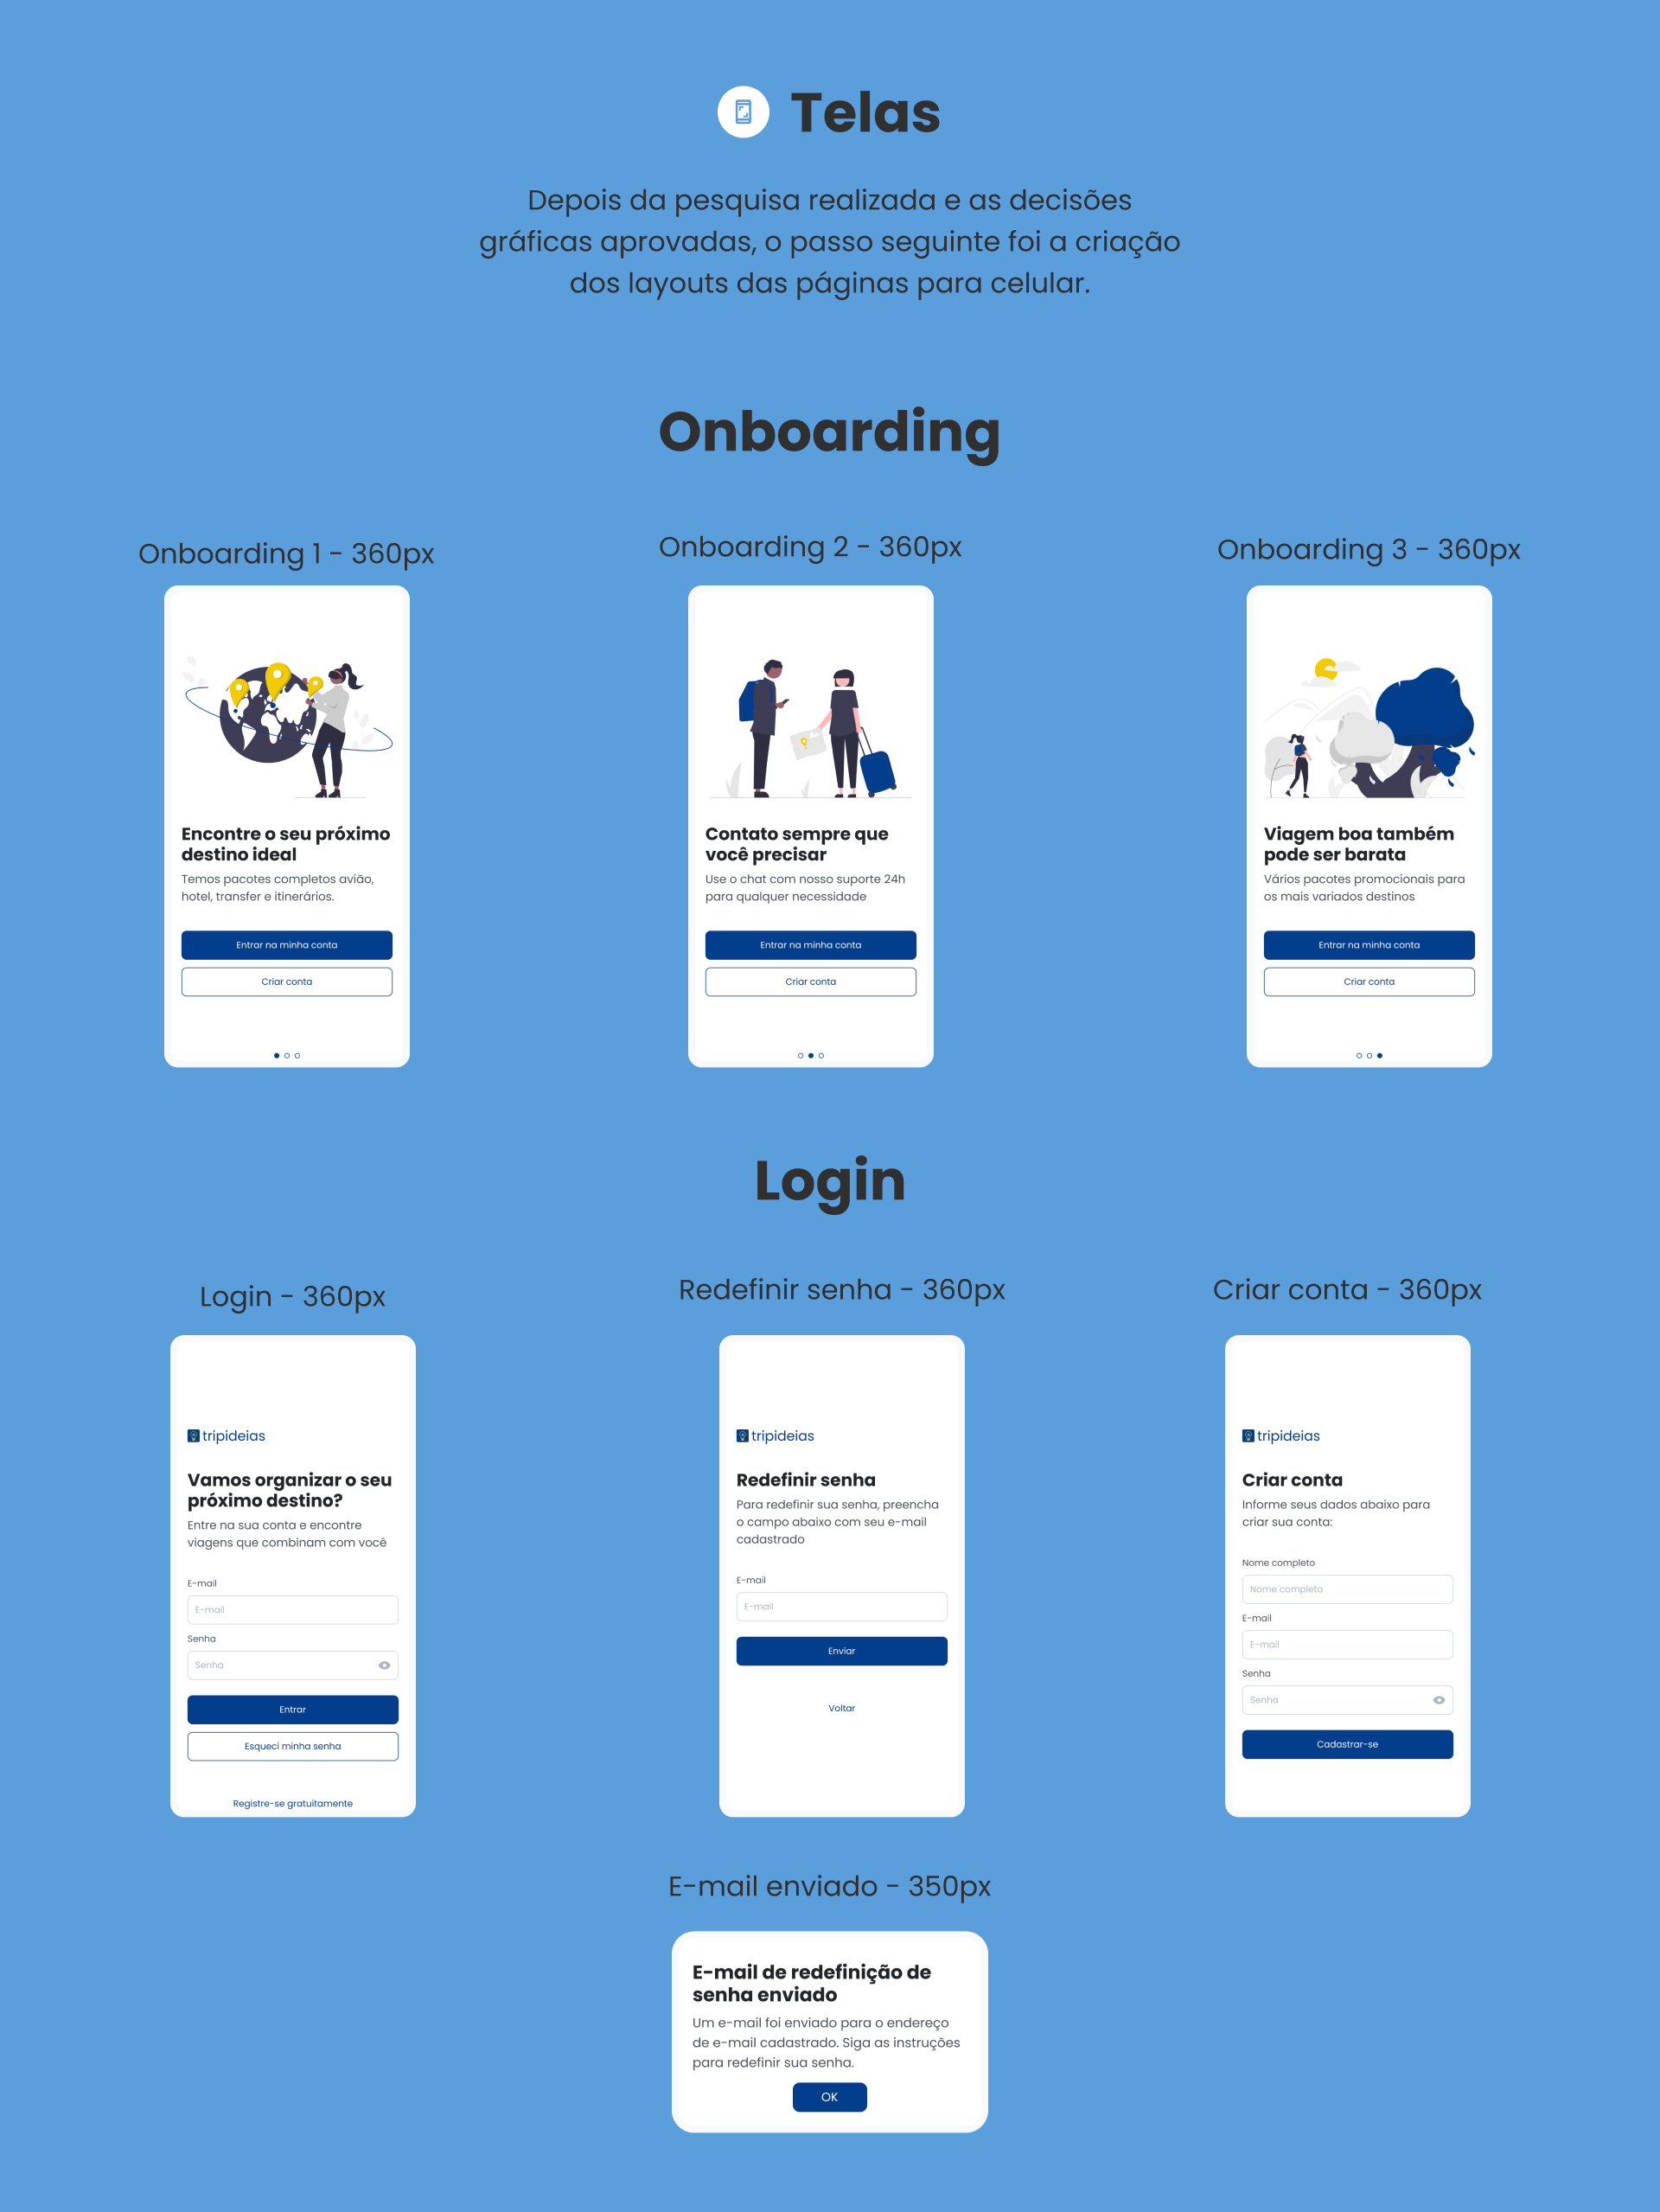 Telas
Depois da pesquisa realizada e as decisões
gráficas aprovadas, o passo seguinte foi a criação
dos layouts das páginas para celular.
Onboarding
Onboarding 1 - 360px
Encontre o seu próximo
destino ideal
Temos pacotes completos avião,
hotel, transfer e itinerários.
Entrar na minha conta
Criar conta
Onboarding 2 - 360px
Contato sempre que
você precisar
Use o chat com nosso suporte 24h
para qualquer necessidade
Entrar na minha conta
Criar conta
Onboarding 3 - 360px
Viagem boa também
pode ser barata
Vários pacotes promocionais para
os mais variados destinos
Entrar na minha conta
Criar conta
Login
Login - 360px
tripideias
Vamos organizar o seu
próximo destino?
Entre na sua conta e encontre
viagens que combinam com você
E-mail
E-mail
Senha
Senha
Entrar
Esqueci minha senha
Registre-se gratuitamente
Redefinir senha - 360px
tripideias
Redefinir senha
Para redefinir sua senha, preencha
o campo abaixo com seu e-mail
cadastrado
E-mail
E-mail
Enviar
Voltar
Criar conta - 360px
tripideias
Criar conta
Informe seus dados abaixo para
criar sua conta:
Nome completo
Nome completo
E-mail
E-mail
Senha
Senha
Cadastrar-se
E-mail enviado - 350px
E-mail de redefinição de
senha enviado
Um e-mail foi enviado para o endereço
de e-mail cadastrado. Siga as instruções
para redefinir sua senha.
OK